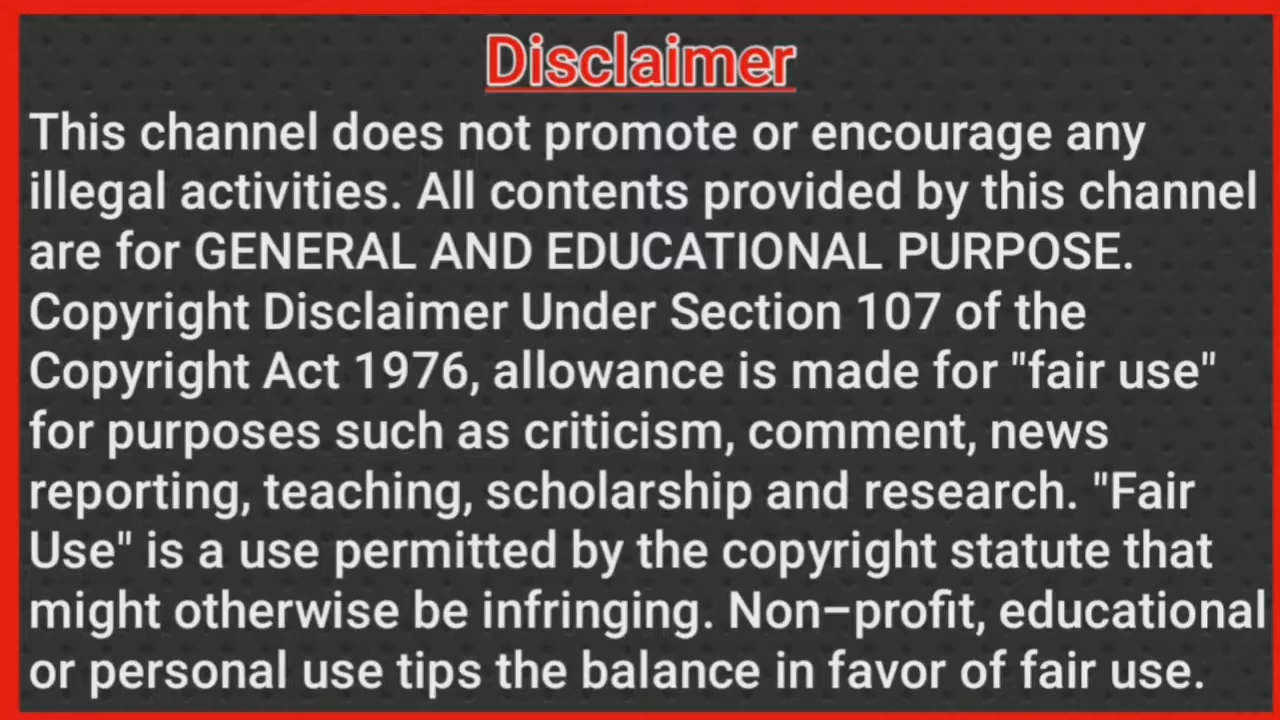 Disclaimer
This channel does not promote or encourage any
illegal activities. All contents provided by this channel
are for GENERAL AND EDUCATIONAL PURPOSE.
Copyright Disclaimer Under Section 107 of the
Copyright Act 1976, allowance is made for "fair use"
for purposes such as criticism, comment, news
reporting, teaching, scholarship and research. "Fair
Use" is a use permitted by the copyright statute that
might otherwise be infringing. Non–profit, educational
or personal use tips the balance in favor of fair use.